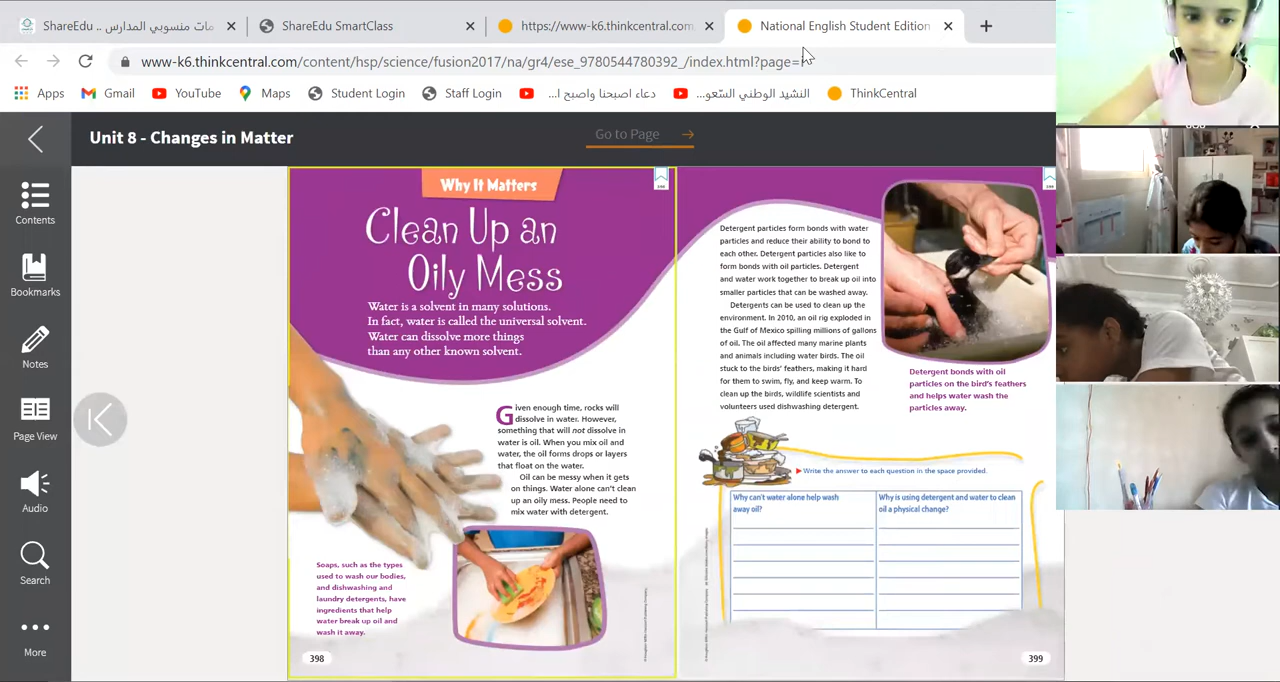 ShareEdu .. مات منسوبي المدارس
ShareEdu SmartClass
https://www-k6.thinkcentral.com
National English Student Edition
www-k6.thinkcentral.com/content/hsp/science/fusion2017/na/gr4/ese_9780544780392_/index.html?page=
Apps
Gmail
YouTube
Maps
Student Login
Staff Login
دعاء اصبحنا واصبح ا...
النشيد الوطني السّعو...
ThinkCentral
Unit 8 - Changes in Matter
Go to Page
Contents
Bookmarks
Notes
Page View
Audio
Search
More
Why It Matters
Clean Up an
Oily Mess
Water is a solvent in many solutions.
In fact, water is called the universal solvent.
Water can dissolve more things
than any other known solvent.
Given enough time, rocks will
dissolve in water. However,
something that will not dissolve in
water is oil. When you mix oil and
water, the oil forms drops or layers
that float on the water.
Oil can be messy when it gets
on things. Water alone can't clean
up an oily mess. People need to
mix water with detergent.
Soaps, such as the types
used to wash our bodies,
and dishwashing and
laundry detergents, have
ingredients that help
water break up oil and
wash it away.
398
Detergent particles form bonds with water
particles and reduce their ability to bond to
each other. Detergent particles also like to
form bonds with oil particles. Detergent
and water work together to break up oil into
smaller particles that can be washed away.
Detergents can be used to clean up the
environment. In 2010, an oil rig exploded in
the Gulf of Mexico spilling millions of gallons
of oil. The oil affected many marine plants
and animals including water birds. The oil
stuck to the birds' feathers, making it hard
for them to swim, fly, and keep warm. To
clean up the birds, wildlife scientists and
volunteers used dishwashing detergent.
Detergent bonds with oil
particles on the bird's feathers
and helps water wash the
particles away.
Write the answer to each question in the space provided.
Why can't water alone help wash
away oil?
Why is using detergent and water to clean
oil a physical change?
399